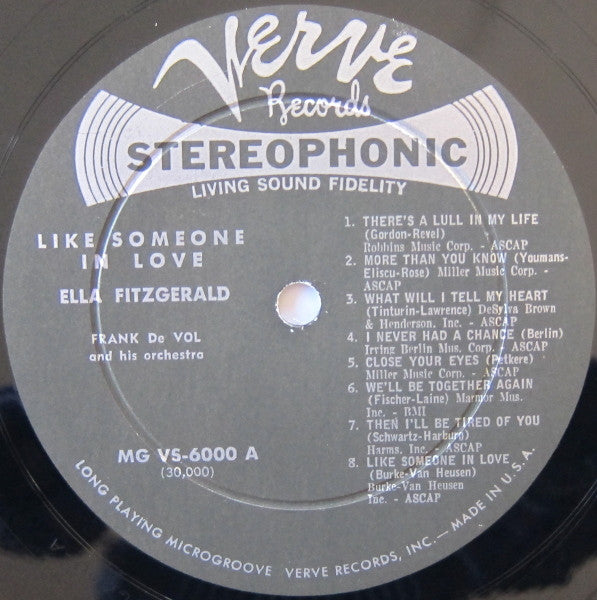 Verve
Records
STEREOPHONIC
LIVING SOUND FIDELITY
LIKE SOMEONE
IN LOVE
ELLA FITZGERALD
FRANK De VOL
and his orchestra
MG VS-6000 A
(30,000)
1. THERE'S A LULL IN MY LIFE
(Gordon-Revel)
Robbins Music Corp. - ASCAP
2. MORE THAN YOU KNOW (Youmans-
Eliscu-Rose) Miller Music Corp. -
ASCAP
3. WHAT WILL I TELL MY HEART
(Tinturin-Lawrence) DeSylva Brown
& Henderson, Inc. - ASCAP
4. I NEVER HAD A CHANCE (Berlin)
Irving Berlin Mus. Corp. - ASCAP
5. CLOSE YOUR EYES (Petkere)
Miller Music Corp. - ASCAP
6. WE'LL BE TOGETHER AGAIN
(Fischer-Laine) Marmor Mus.
Inc. - BMI
7. THEN I'LL BE TIRED OF YOU
(Schwartz-Harburg)
Harms, Inc. - ASCAP
8. LIKE SOMEONE IN LOVE
(Burke-Van Heusen)
Burke-Van Heusen
Inc. - ASCAP
LONG PLAYING MICROGROOVE VERVE RECORDS, INC.— MADE IN U.S.A.